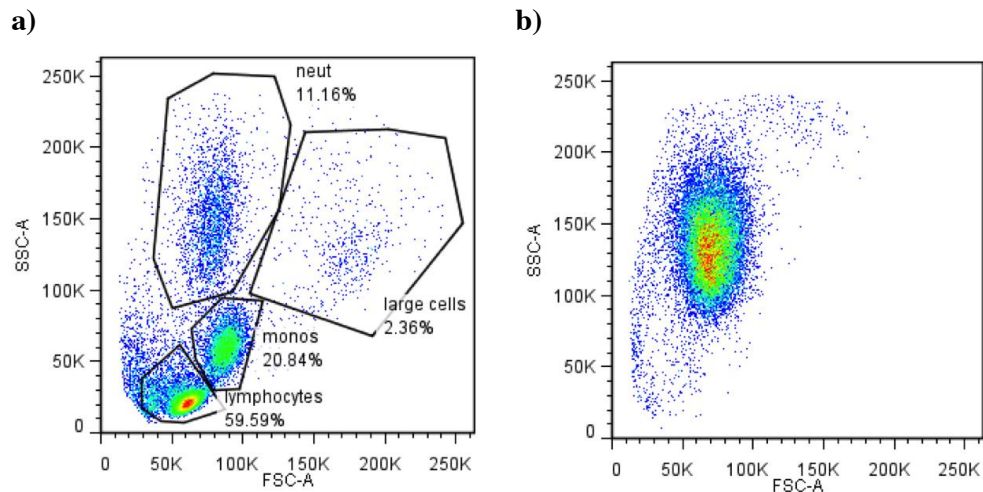 a)
b)
250K
200K
150K
100K
50K
0
SSC-A
neut
11.16%
large cells
2.36%
monos
20.84%
lymphocytes
59.59%
0 50K 100K 150K 200K 250K
FSC-A
250K
200K
150K
100K
50K
0
SSC-A
0 50K 100K 150K 200K 250K
FSC-A